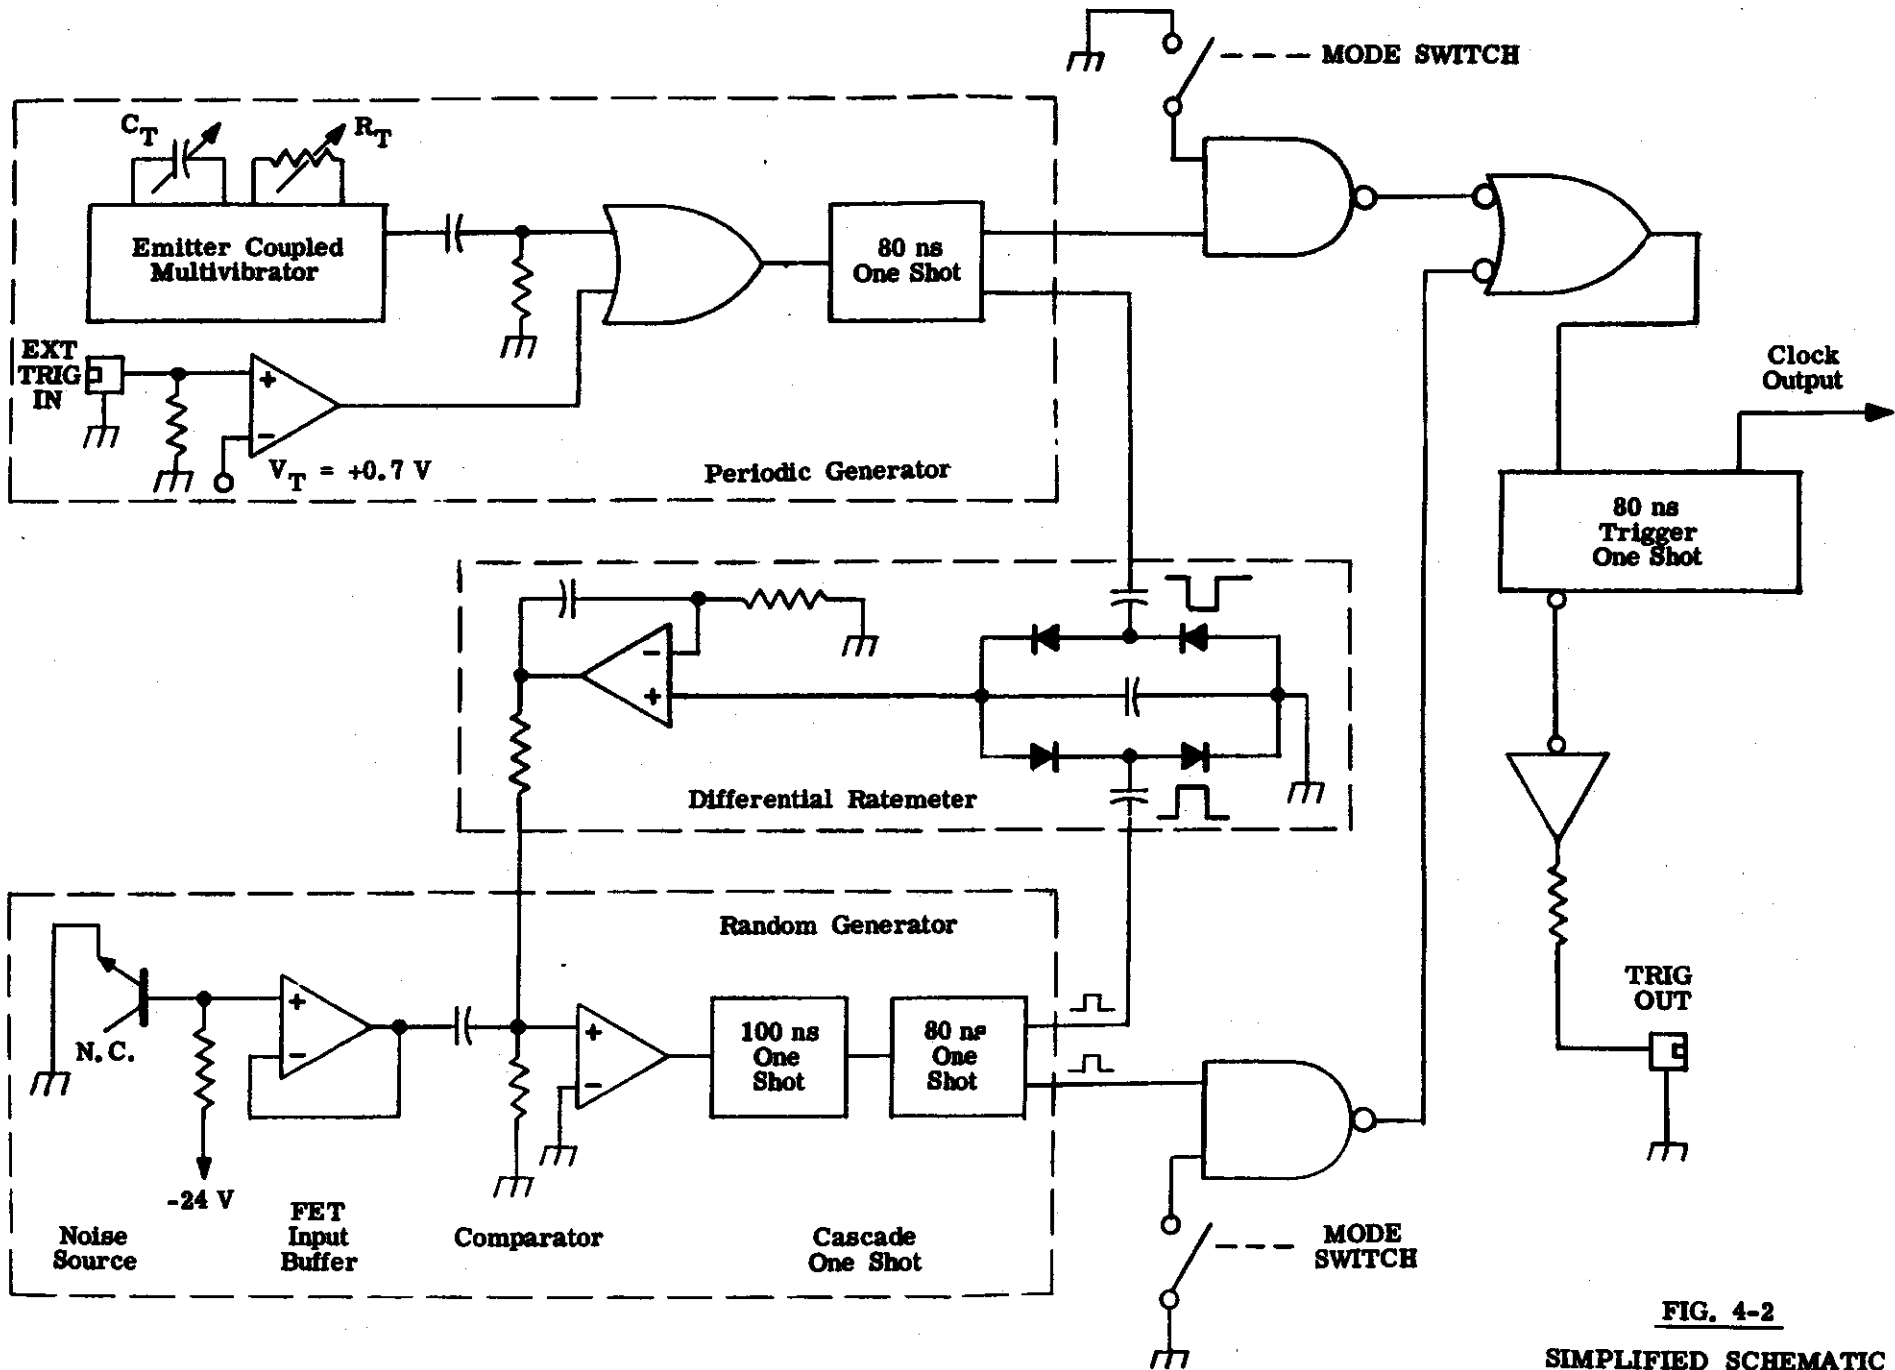 MODE SWITCH
C_T
R_T
Emitter Coupled
Multivibrator
80 ns
One Shot
EXT
TRIG
IN
+
−
V_T = +0.7 V
Periodic Generator
Clock
Output
80 ns
Trigger
One Shot
−
+
Differential Ratemeter
Random Generator
N.C.
+
−
-24 V
+
−
100 ns
One
Shot
80 ns
One
Shot
TRIG
OUT
Noise
Source
FET
Input
Buffer
Comparator
Cascade
One Shot
MODE
SWITCH
FIG. 4-2
SIMPLIFIED SCHEMATIC